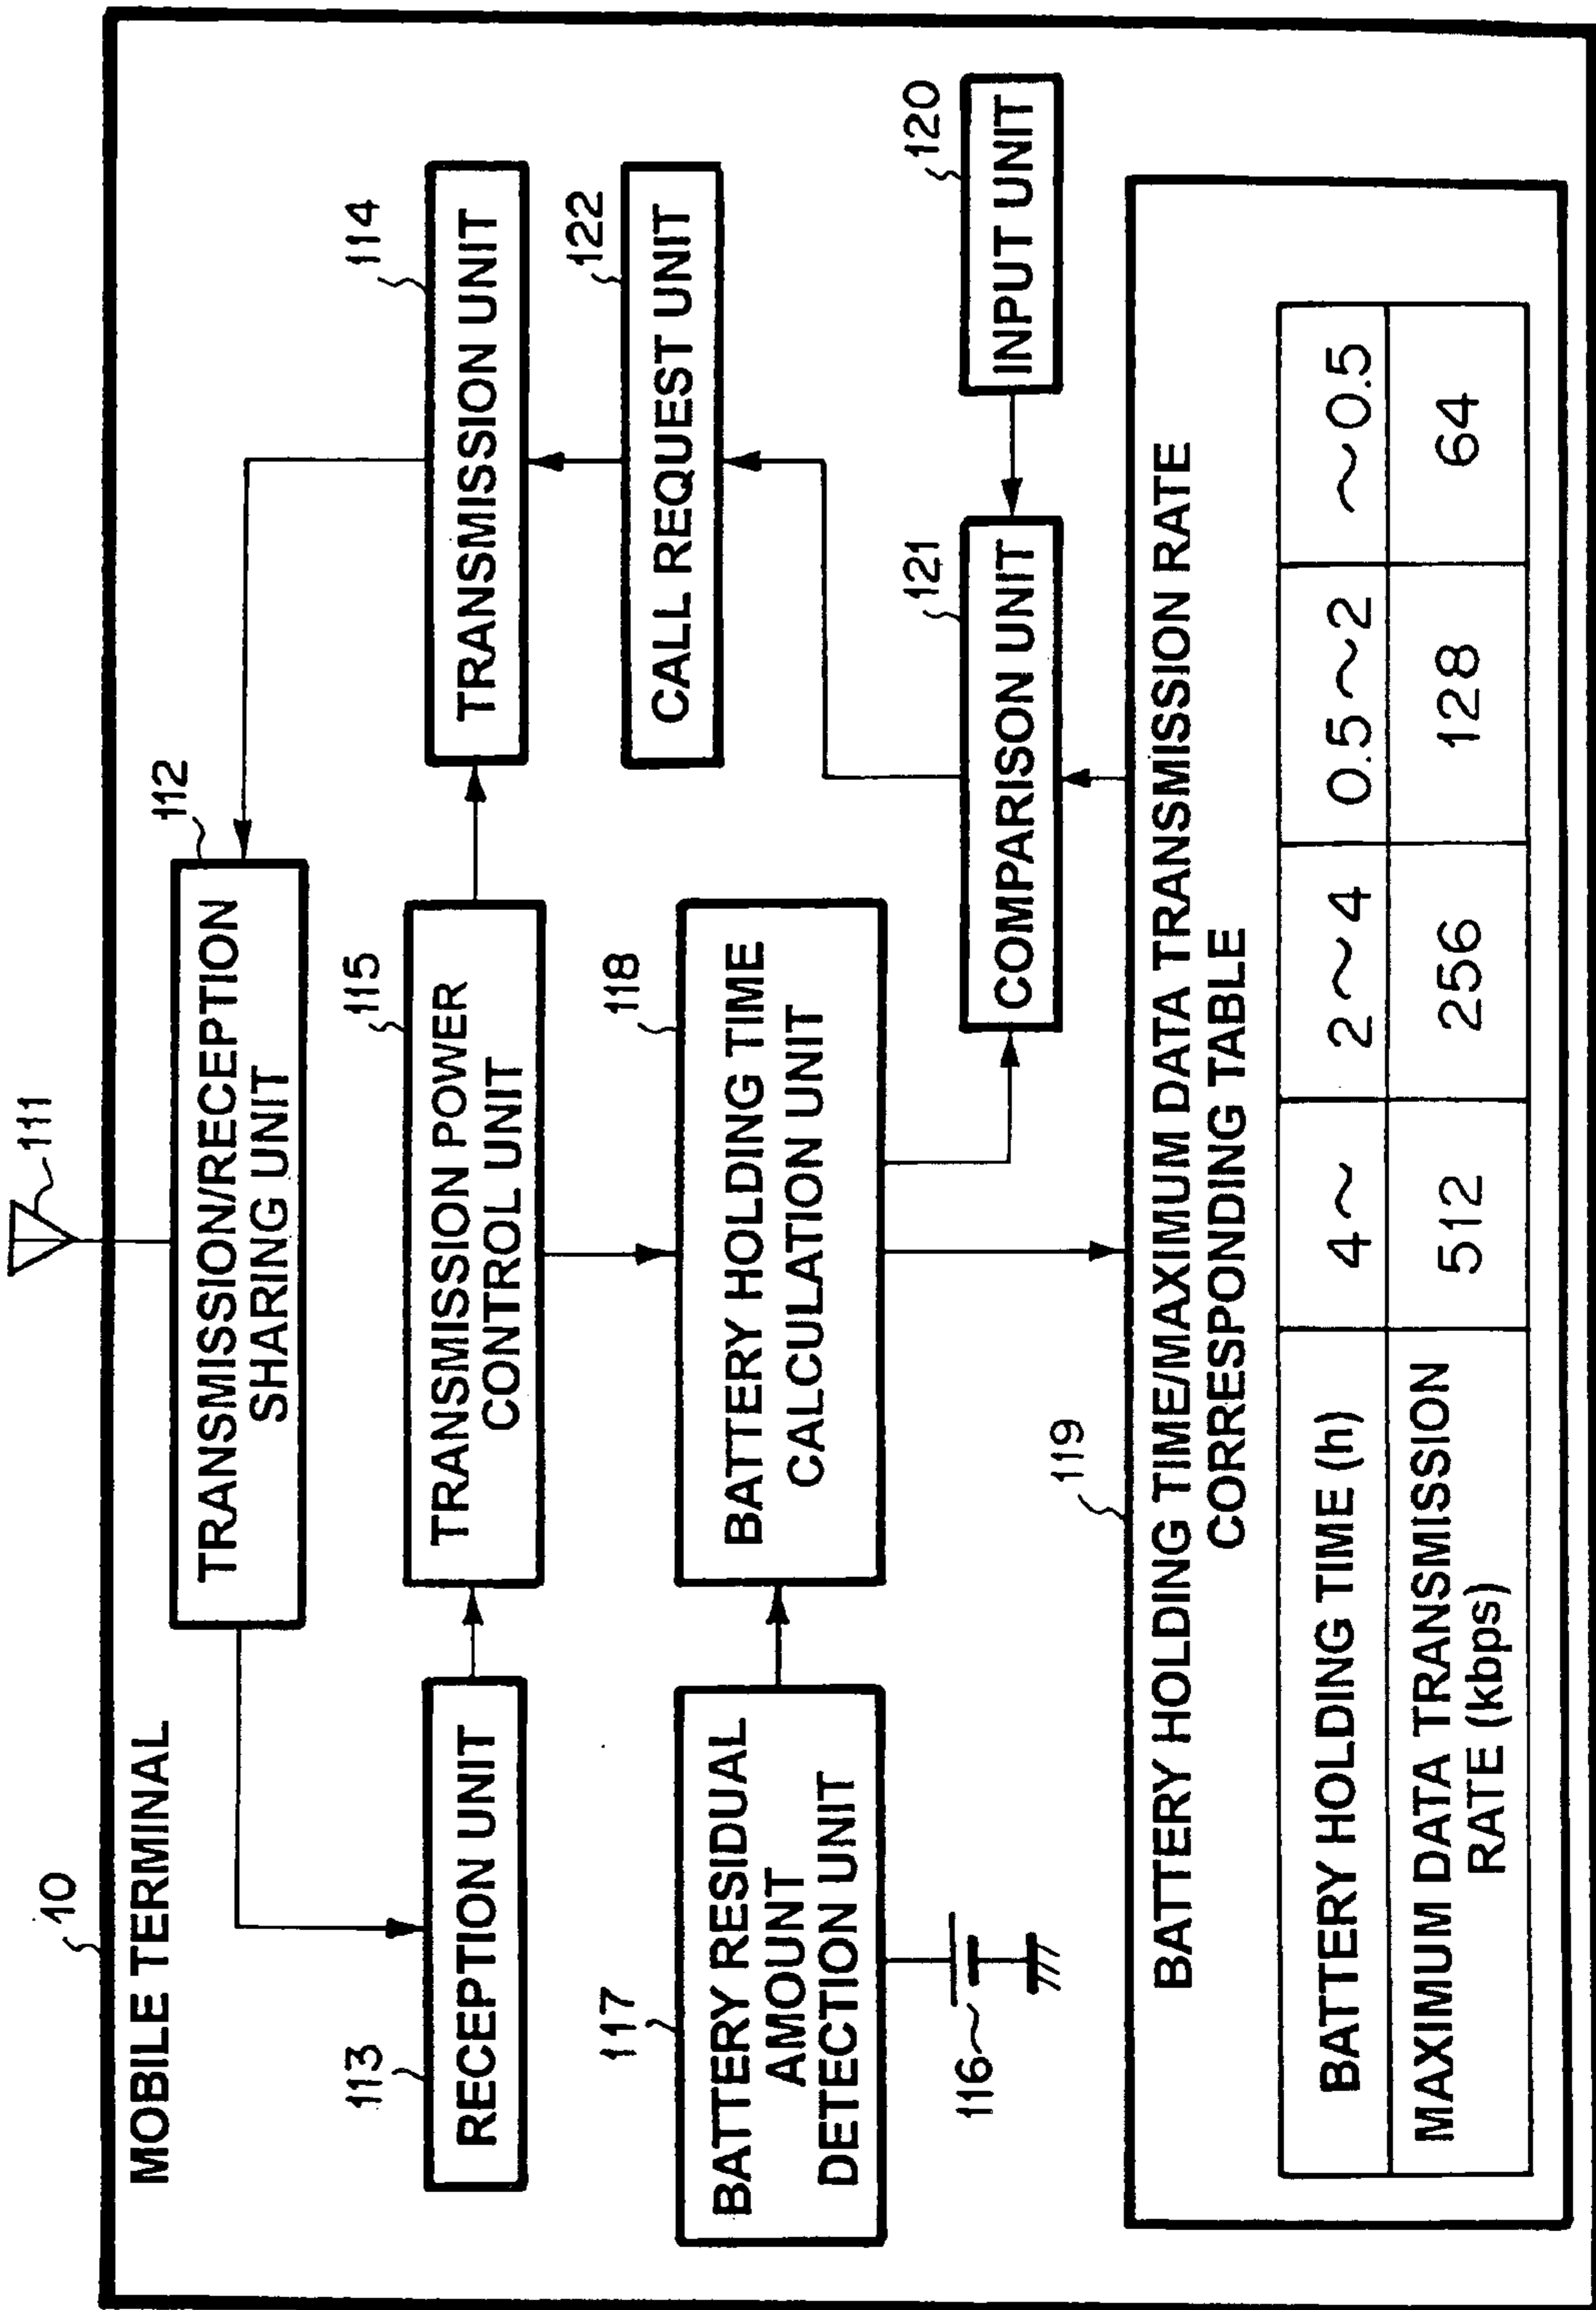 10
111
MOBILE TERMINAL
112
TRANSMISSION/RECEPTION
SHARING UNIT
113
RECEPTION UNIT
115
TRANSMISSION POWER
CONTROL UNIT
114
TRANSMISSION UNIT
117
BATTERY RESIDUAL
AMOUNT
DETECTION UNIT
118
BATTERY HOLDING TIME
CALCULATION UNIT
122
CALL REQUEST UNIT
116
121
COMPARISON UNIT
120
INPUT UNIT
119
BATTERY HOLDING TIME/MAXIMUM DATA TRANSMISSION RATE
CORRESPONDING TABLE
BATTERY HOLDING TIME (h) 4~ 2~4 0.5~2 ~0.5
MAXIMUM DATA TRANSMISSION
RATE (kbps) 512 256 128 64